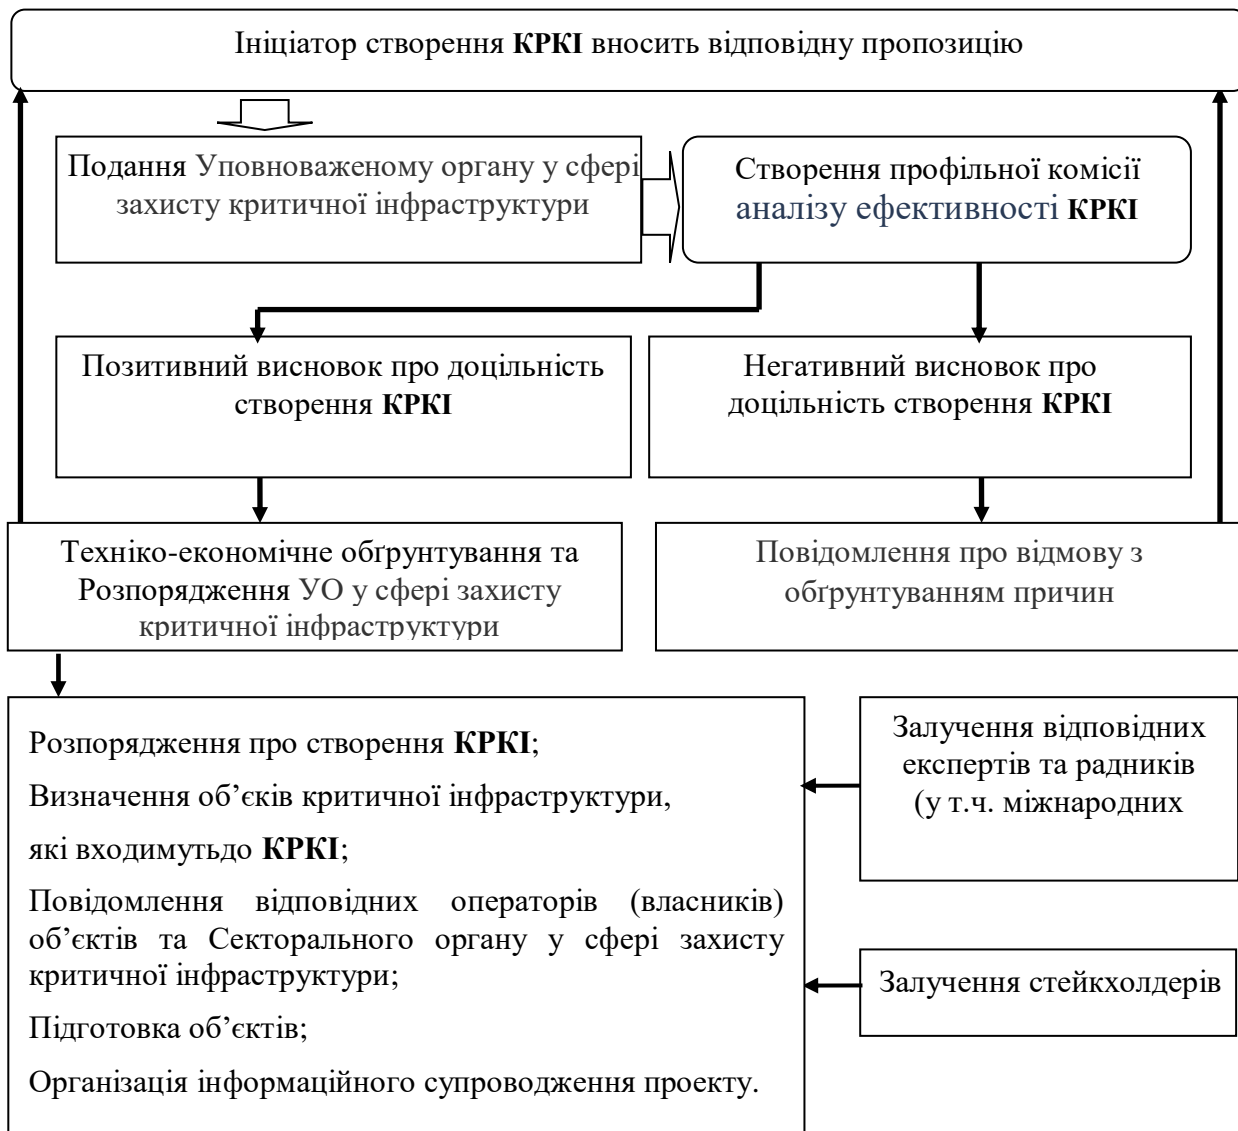 Ініціатор створення КРКІ вносить відповідну пропозицію
Подання Уповноваженому органу у сфері
захисту критичної інфраструктури
Створення профільної комісії
аналізу ефективності КРКІ
Позитивний висновок про доцільність
створення КРКІ
Негативний висновок про
доцільність створення КРКІ
Техніко-економічне обґрунтування та
Розпорядження УО у сфері захисту
критичної інфраструктури
Повідомлення про відмову з
обґрунтуванням причин
Розпорядження про створення КРКІ;
Визначення об’єків критичної інфраструктури,
які входимутьдо КРКІ;
Повідомлення відповідних операторів (власників)
об’єктів та Секторального органу у сфері захисту
критичної інфраструктури;
Підготовка об’єктів;
Організація інформаційного супроводження проекту.
Залучення відповідних
експертів та радників
(у т.ч. міжнародних
Залучення стейкхолдерів